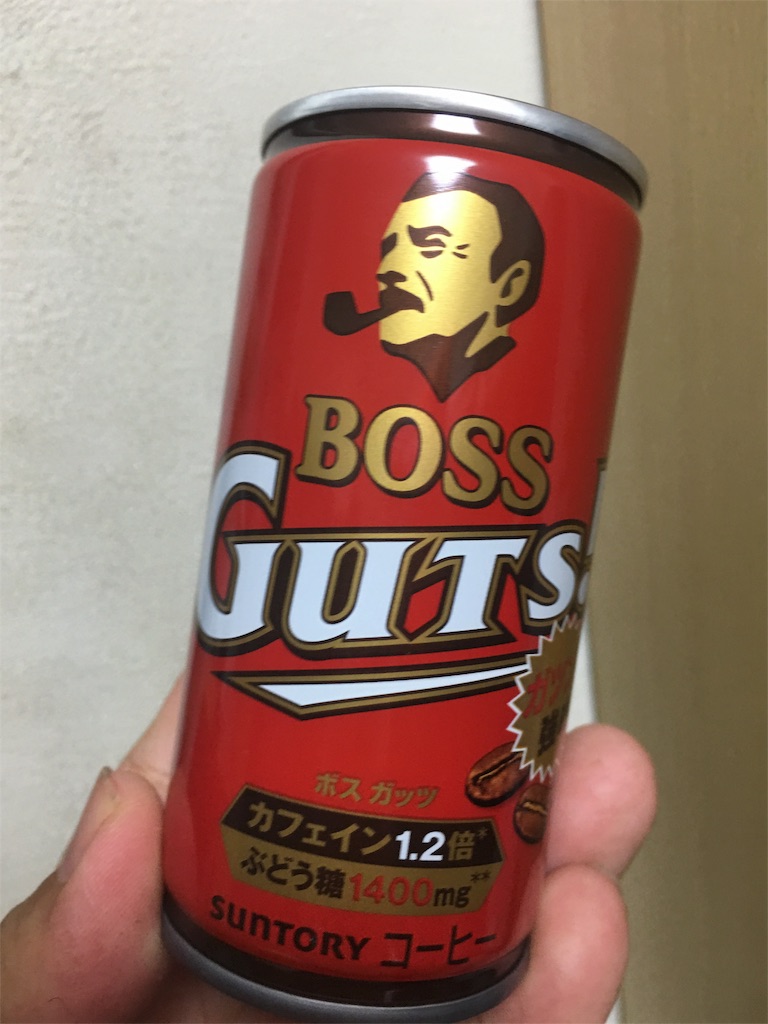 BOSS
GUTS!
ボス ガッツ
カフェイン1.2倍*
ぶどう糖1400mg**
SUNTORY コーヒー